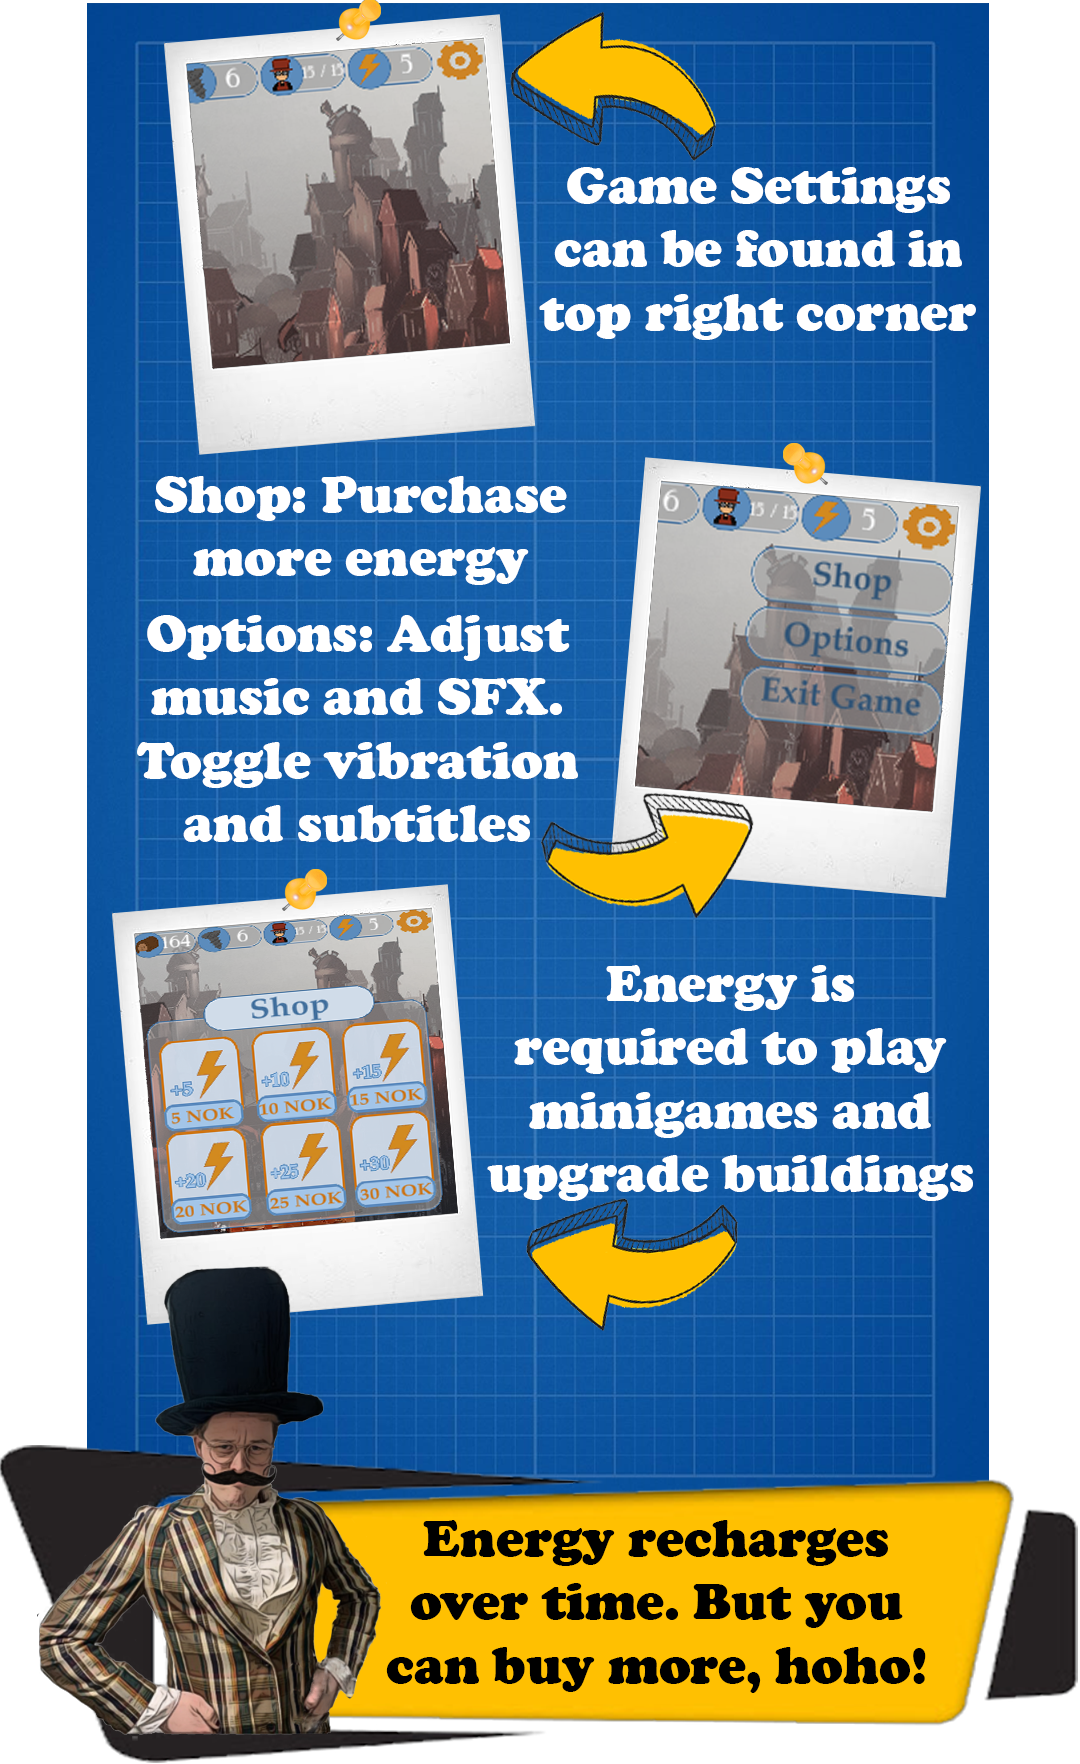 6 15 / 15 5
Game Settings
can be found in
top right corner
Shop: Purchase
more energy
Options: Adjust
music and SFX.
Toggle vibration
and subtitles
6 15 / 15 5
Shop
Options
Exit Game
164 6 15 / 15 5
Shop
+5 +10 +15
5 NOK 10 NOK 15 NOK
+20 +25 +30
20 NOK 25 NOK 30 NOK
Energy is
required to play
minigames and
upgrade buildings
Energy recharges
over time. But you
can buy more, hoho!